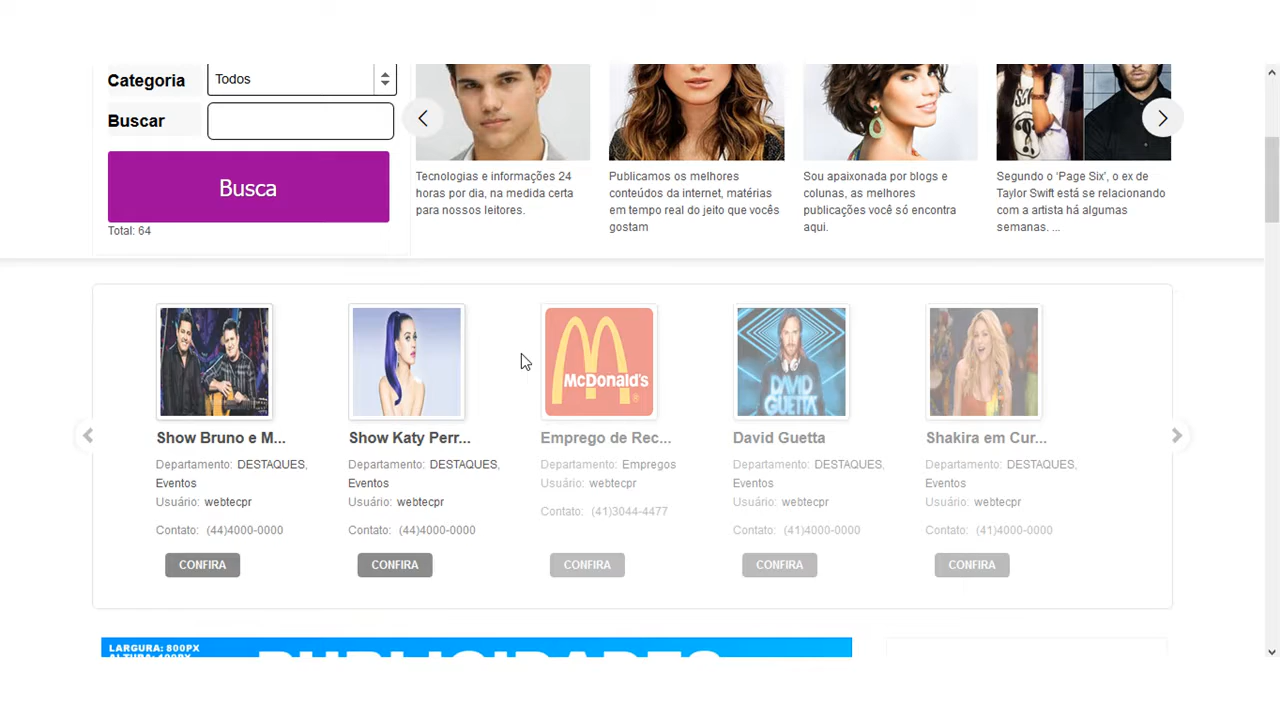 Categoria
Todos
Buscar
Busca
Total: 64
Tecnologias e informações 24
horas por dia, na medida certa
para nossos leitores.
Publicamos os melhores
conteúdos da internet, matérias
em tempo real do jeito que vocês
gostam
Sou apaixonada por blogs e
colunas, as melhores
publicações você só encontra
aqui.
Segundo o ‘Page Six’, o ex de
Taylor Swift está se relacionando
com a artista há algumas
semanas. ...
McDonald's
DAVID
GUETTA
Show Bruno e M...
Departamento: DESTAQUES,
Eventos
Usuário: webtecpr
Contato: (44)4000-0000
CONFIRA
Show Katy Perr...
Departamento: DESTAQUES,
Eventos
Usuário: webtecpr
Contato: (44)4000-0000
CONFIRA
Emprego de Rec...
Departamento: Empregos
Usuário: webtecpr
Contato: (41)3044-4477
CONFIRA
David Guetta
Departamento: DESTAQUES,
Eventos
Usuário: webtecpr
Contato: (41)4000-0000
CONFIRA
Shakira em Cur...
Departamento: DESTAQUES,
Eventos
Usuário: webtecpr
Contato: (41)4000-0000
CONFIRA
LARGURA: 800PX
ALTURA: 100PX
PUBLICIDADES